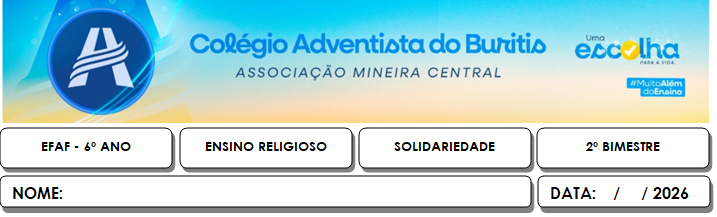 Colégio Adventista do Buritis
ASSOCIAÇÃO MINEIRA CENTRAL
Uma
escolha
PARA A VIDA.
#MuitoAlém
doEnsino
EFAF - 6º ANO
ENSINO RELIGIOSO
SOLIDARIEDADE
2º BIMESTRE
NOME:
DATA: / / 2026